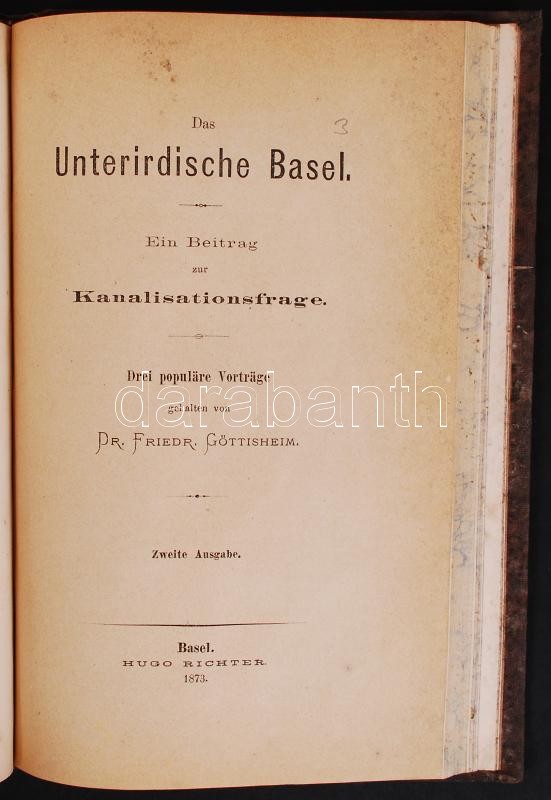 3
Das
Unterirdische Basel.
Ein Beitrag
zur
Kanalisationsfrage.
Drei populäre Vorträge
darabanth
gehalten von
DR. FRIEDR. GÖTTISHEIM.
Zweite Ausgabe.
Basel.
HUGO RICHTER.
1873.